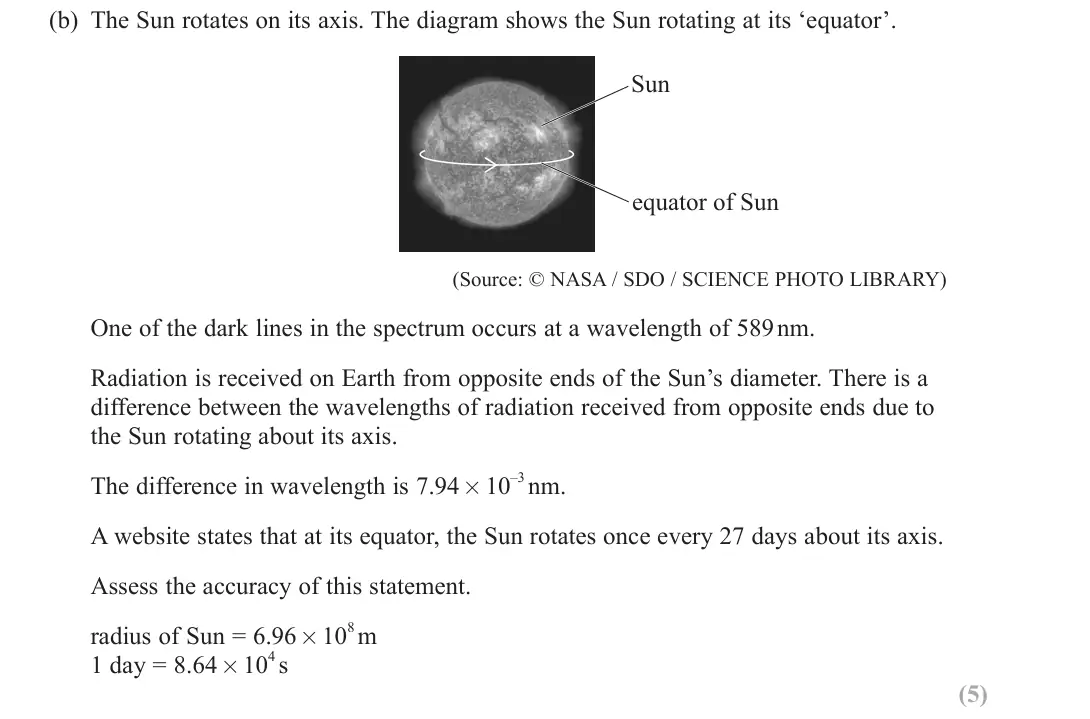 (b) The Sun rotates on its axis. The diagram shows the Sun rotating at its ‘equator’.
Sun
equator of Sun
(Source: © NASA / SDO / SCIENCE PHOTO LIBRARY)
One of the dark lines in the spectrum occurs at a wavelength of 589 nm.
Radiation is received on Earth from opposite ends of the Sun’s diameter. There is a
difference between the wavelengths of radiation received from opposite ends due to
the Sun rotating about its axis.
The difference in wavelength is 7.94 × 10⁻³ nm.
A website states that at its equator, the Sun rotates once every 27 days about its axis.
Assess the accuracy of this statement.
radius of Sun = 6.96 × 10⁸ m
1 day = 8.64 × 10⁴ s
(5)